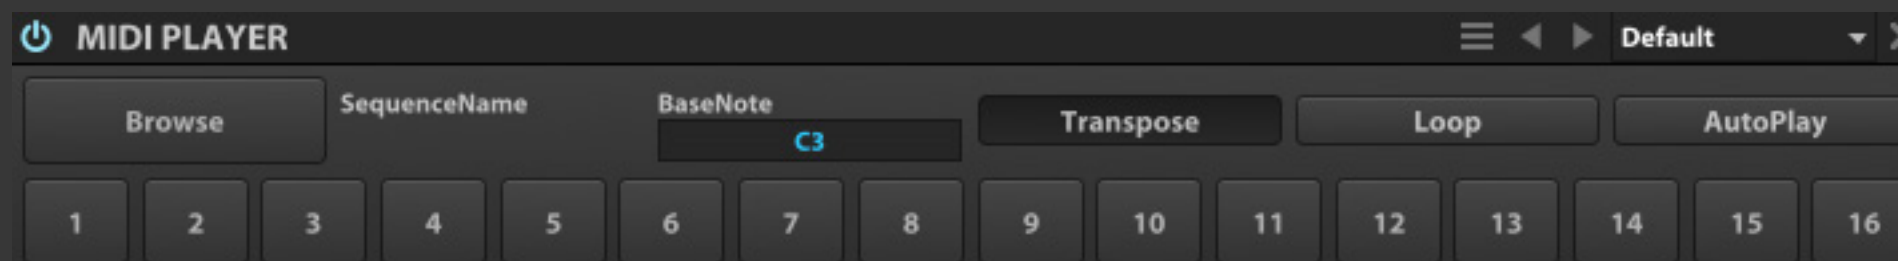 MIDI PLAYER
Default
Browse
SequenceName
BaseNote
C3
Transpose
Loop
AutoPlay
1 2 3 4 5 6 7 8 9 10 11 12 13 14 15 16